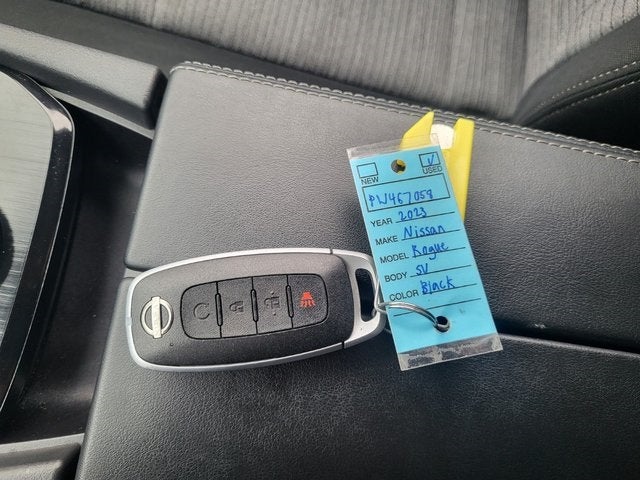 NEW
USED
PW467058
YEAR 2023
MAKE Nissan
MODEL Rogue
BODY SV
COLOR Black